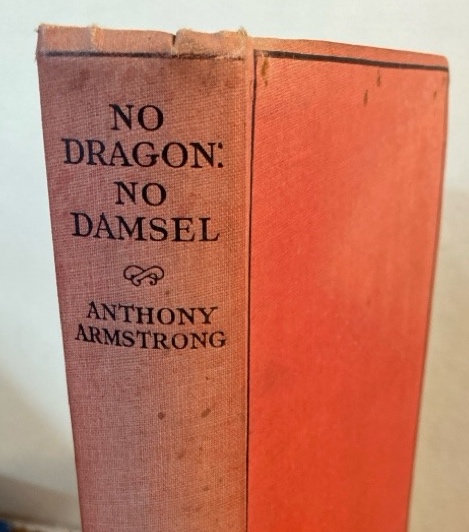 NO
DRAGON:
NO
DAMSEL
ANTHONY
ARMSTRONG